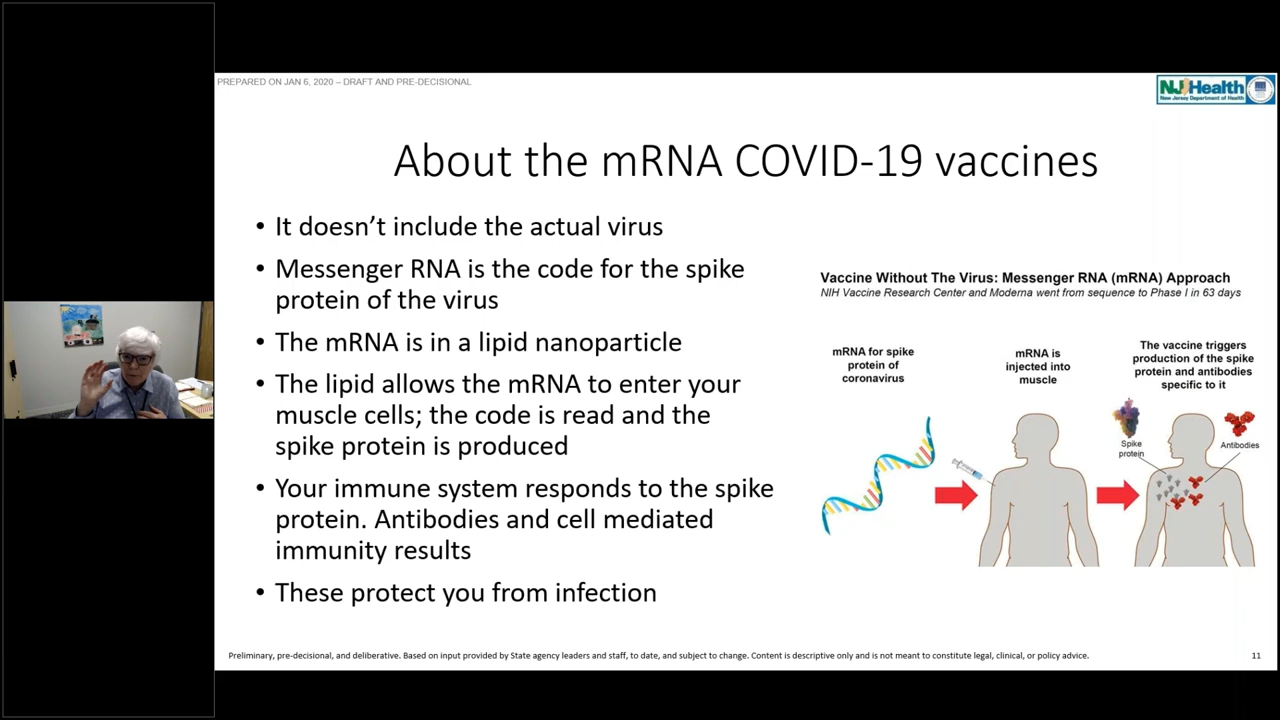 PREPARED ON JAN 6, 2020 – DRAFT AND PRE-DECISIONAL
NJHealth
New Jersey Department of Health
About the mRNA COVID-19 vaccines
• It doesn’t include the actual virus
• Messenger RNA is the code for the spike
protein of the virus
• The mRNA is in a lipid nanoparticle
• The lipid allows the mRNA to enter your
muscle cells; the code is read and the
spike protein is produced
• Your immune system responds to the spike
protein. Antibodies and cell mediated
immunity results
• These protect you from infection
Vaccine Without The Virus: Messenger RNA (mRNA) Approach
NIH Vaccine Research Center and Moderna went from sequence to Phase I in 63 days
mRNA for spike
protein of
coronavirus
mRNA is
injected into
muscle
The vaccine triggers
production of the spike
protein and antibodies
specific to it
Spike
protein
Antibodies
Preliminary, pre-decisional, and deliberative. Based on input provided by State agency leaders and staff, to date, and subject to change. Content is descriptive only and is not meant to constitute legal, clinical, or policy advice.
11